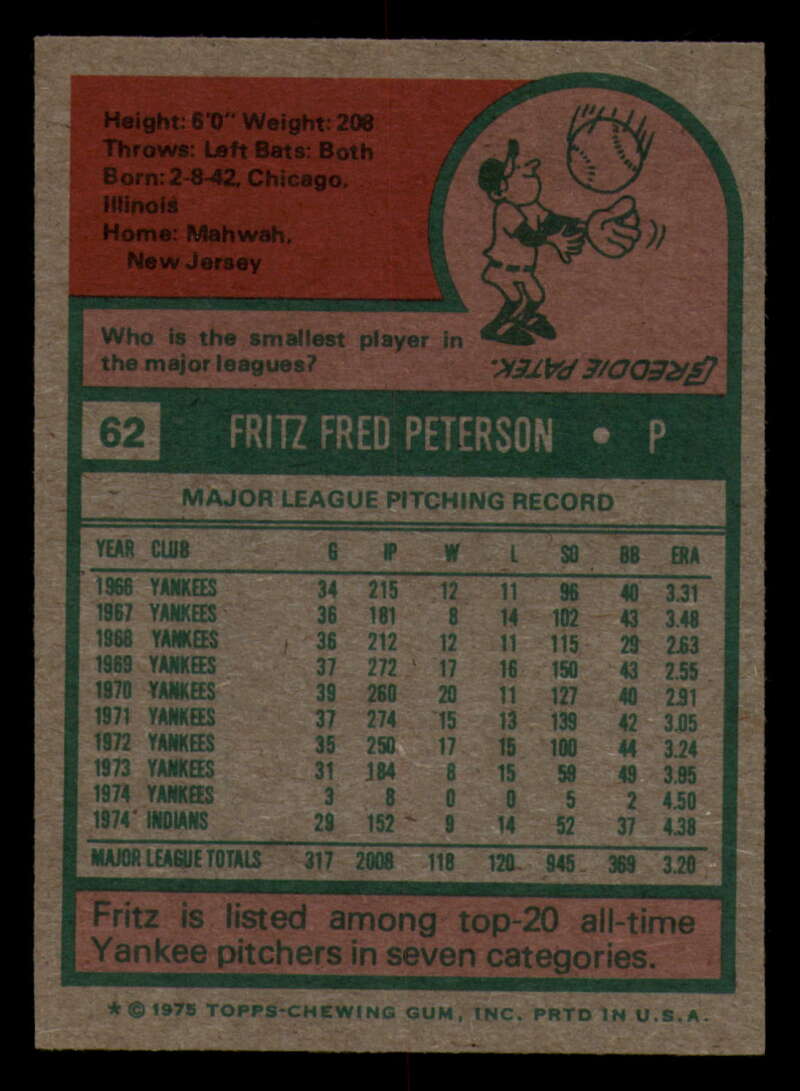 Height: 6'0" Weight: 208
Throws: Left Bats: Both
Born: 2-8-42, Chicago,
Illinois
Home: Mahwah,
New Jersey
Who is the smallest player in
the major leagues?
FREDDIE PATEK.
62 FRITZ FRED PETERSON • P
MAJOR LEAGUE PITCHING RECORD
YEAR CLUB G IP W L SO BB ERA
1966 YANKEES 34 215 12 11 96 40 3.31
1967 YANKEES 36 181 8 14 102 43 3.48
1968 YANKEES 36 212 12 11 115 29 2.63
1969 YANKEES 37 272 17 16 150 43 2.55
1970 YANKEES 39 260 20 11 127 40 2.91
1971 YANKEES 37 274 15 13 139 42 3.05
1972 YANKEES 35 250 17 15 100 44 3.24
1973 YANKEES 31 184 8 15 59 49 3.95
1974 YANKEES 3 8 0 0 5 2 4.50
1974 INDIANS 29 152 9 14 52 37 4.38
MAJOR LEAGUE TOTALS 317 2008 118 120 945 369 3.20
Fritz is listed among top-20 all-time
Yankee pitchers in seven categories.
* © 1975 TOPPS-CHEWING GUM, INC. PRTD IN U.S.A.